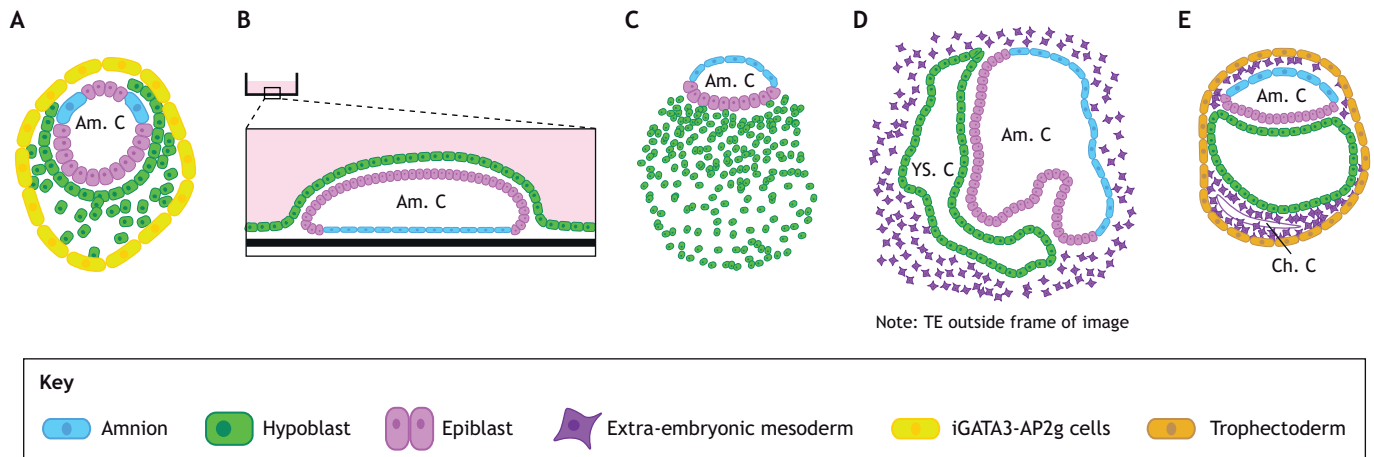 A
B
C
D
E
Am. C
Am. C
Am. C
Am. C
YS. C
Am. C
Ch. C
Note: TE outside frame of image
Key
Amnion
Hypoblast
Epiblast
Extra-embryonic mesoderm
iGATA3-AP2g cells
Trophectoderm